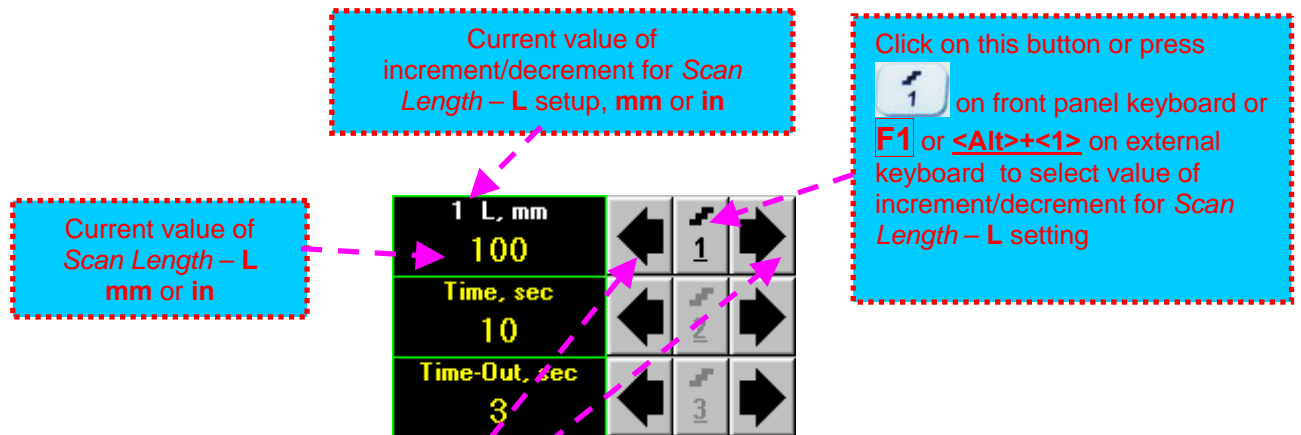 Current value of
increment/decrement for Scan
Length – L setup, mm or in
Click on this button or press
1 on front panel keyboard or
F1 or <Alt>+<1> on external
keyboard to select value of
increment/decrement for Scan
Length – L setting
Current value of
Scan Length – L
mm or in
1 L, mm
100
1
Time, sec
10
2
Time-Out, sec
3
3